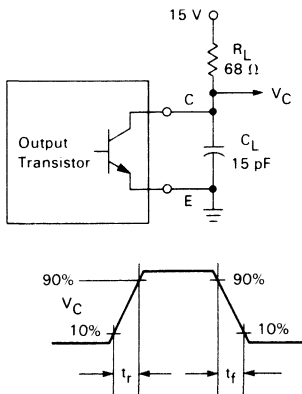 15 V
R_L
68 Ω
C
V_C
Output
Transistor
C_L
15 pF
E
90%
90%
V_C
10%
10%
t_r
t_f